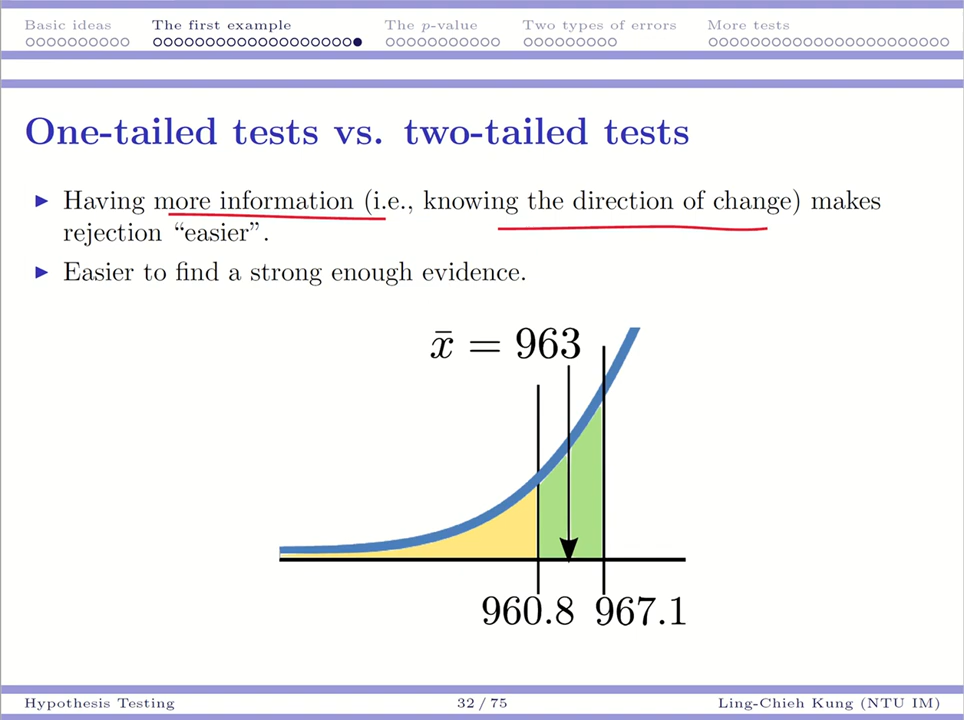 Basic ideas The first example The p-value Two types of errors More tests
One-tailed tests vs. two-tailed tests
Having more information (i.e., knowing the direction of change) makes
rejection “easier”.
Easier to find a strong enough evidence.
x̄ = 963
960.8 967.1
Hypothesis Testing 32 / 75 Ling-Chieh Kung (NTU IM)